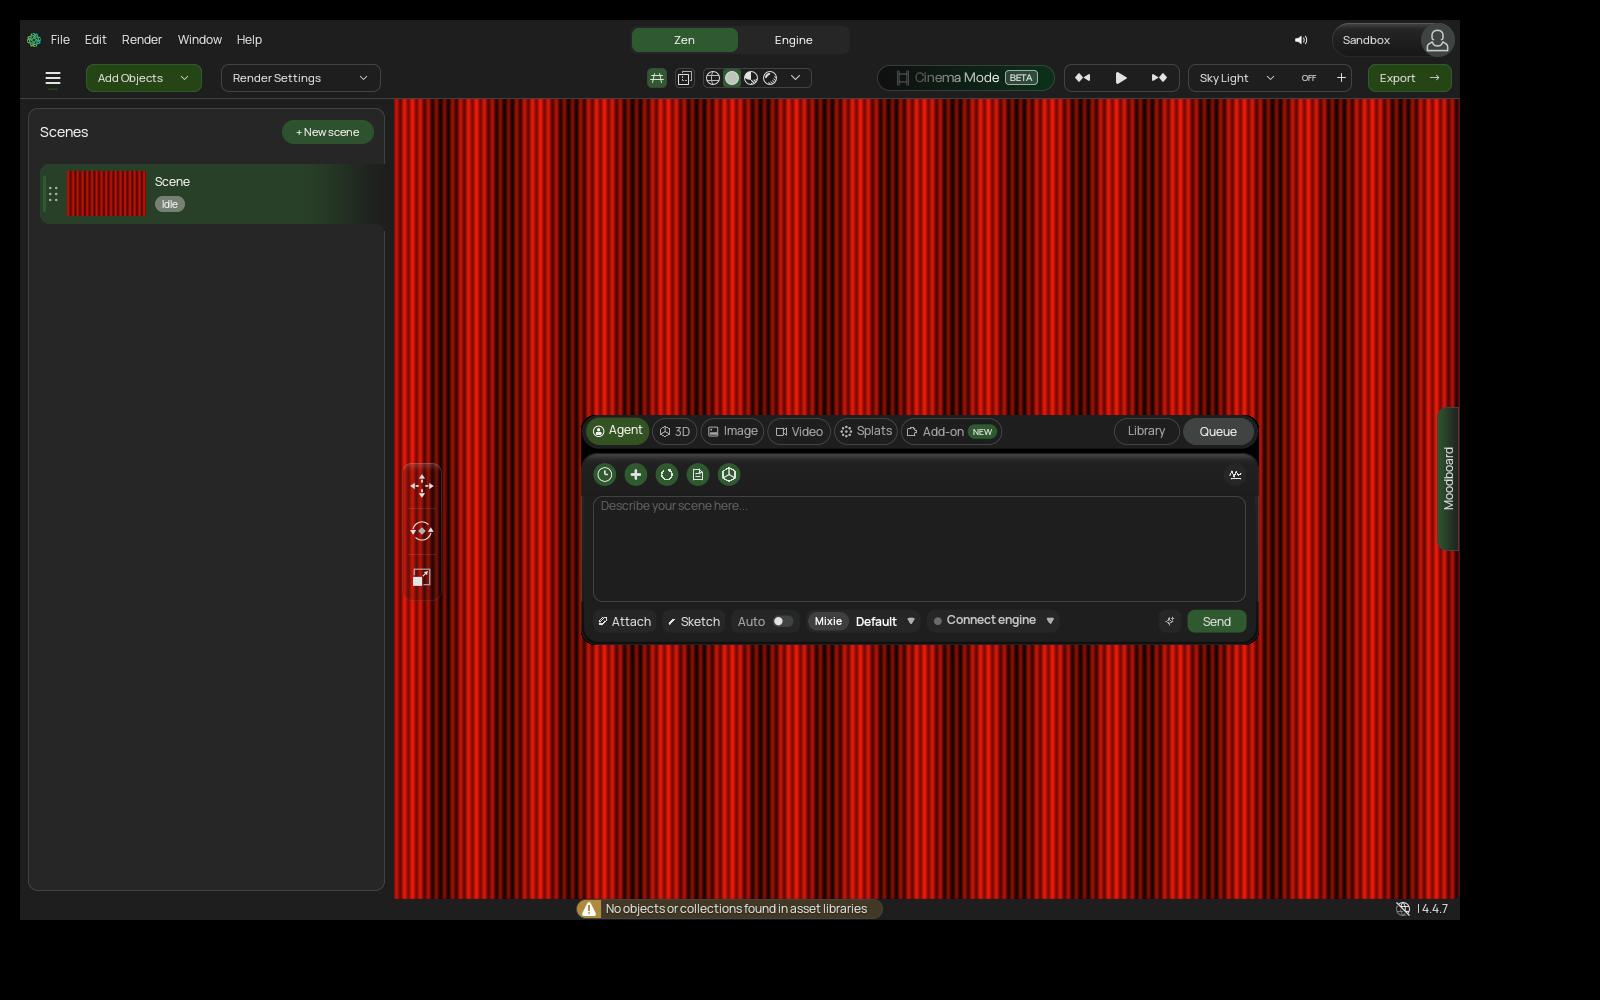 File Edit Render Window Help
Zen Engine
Sandbox
Add Objects
Render Settings
Cinema Mode BETA
Sky Light
OFF
Export
Scenes
+ New scene
Scene
Idle
Agent
3D
Image
Video
Splats
Add-on NEW
Library
Queue
Describe your scene here...
Attach
Sketch
Auto
Mixie Default
Connect engine
Send
Moodboard
No objects or collections found in asset libraries
| 4.4.7